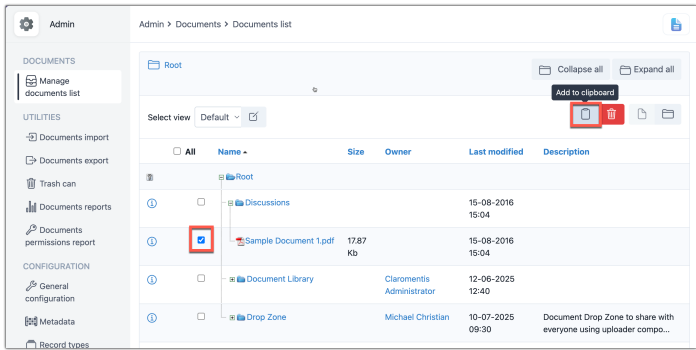 Admin
Admin > Documents > Documents list
DOCUMENTS
Manage
documents list
UTILITIES
Documents import
Documents export
Trash can
Documents reports
Documents
permissions report
CONFIGURATION
General
configuration
Metadata
Record types
Root
Collapse all
Expand all
Add to clipboard
Select view
Default
All
Name
Size
Owner
Last modified
Description
Root
Discussions
15-08-2016
15:04
Sample Document 1.pdf
17.87
Kb
15-08-2016
15:04
Document Library
Claromentis
Administrator
12-06-2025
12:40
Drop Zone
Michael Christian
10-07-2025
09:30
Document Drop Zone to share with
everyone using uploader compo...